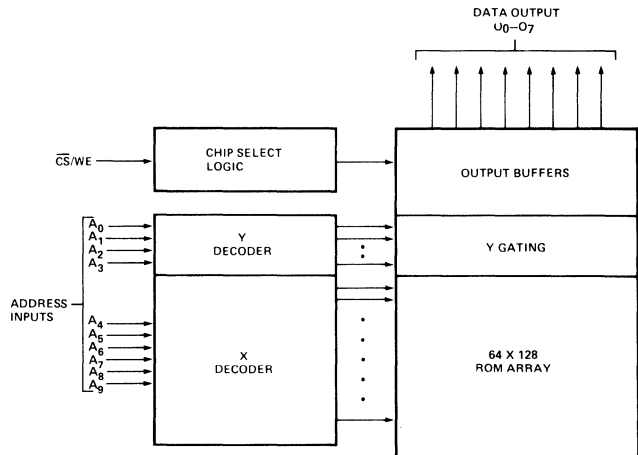 DATA OUTPUT
O0–O7
CS/WE
CHIP SELECT
LOGIC
OUTPUT BUFFERS
A0
A1
A2
A3
Y
DECODER
Y GATING
ADDRESS
INPUTS
A4
A5
A6
A7
A8
A9
X
DECODER
64 X 128
ROM ARRAY